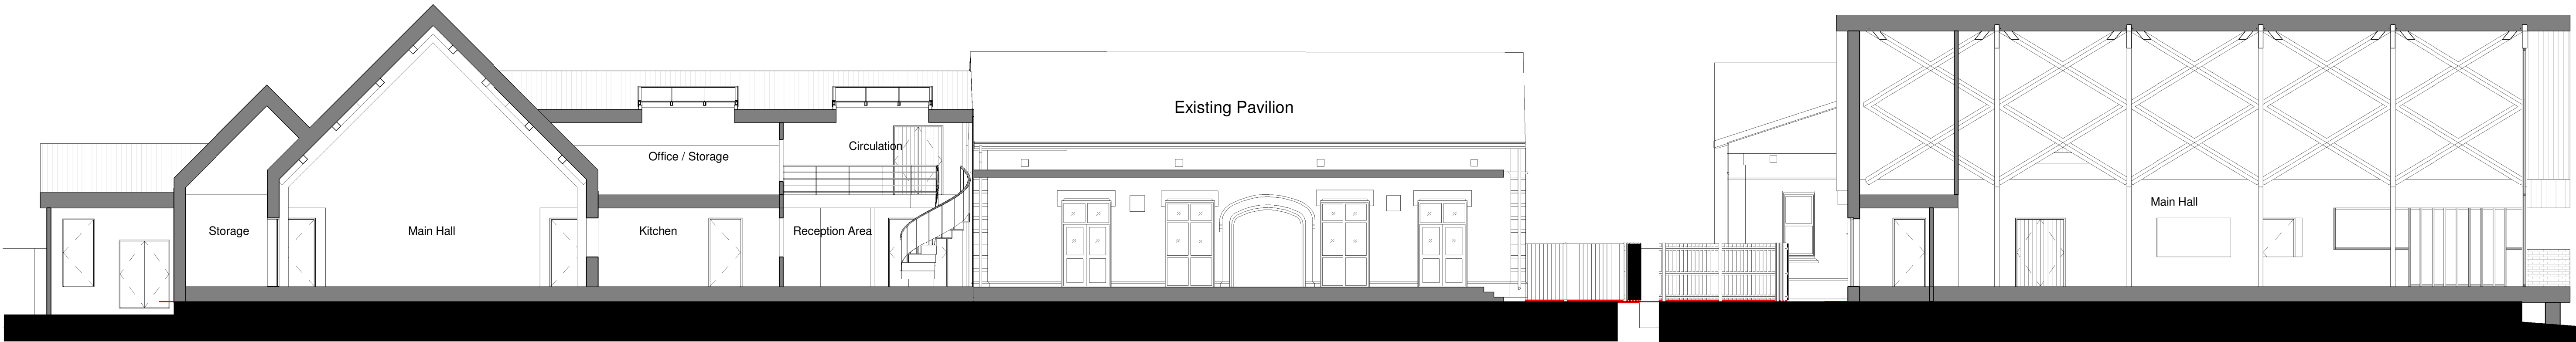 Existing Pavilion
Office / Storage
Circulation
Storage
Main Hall
Kitchen
Reception Area
Main Hall